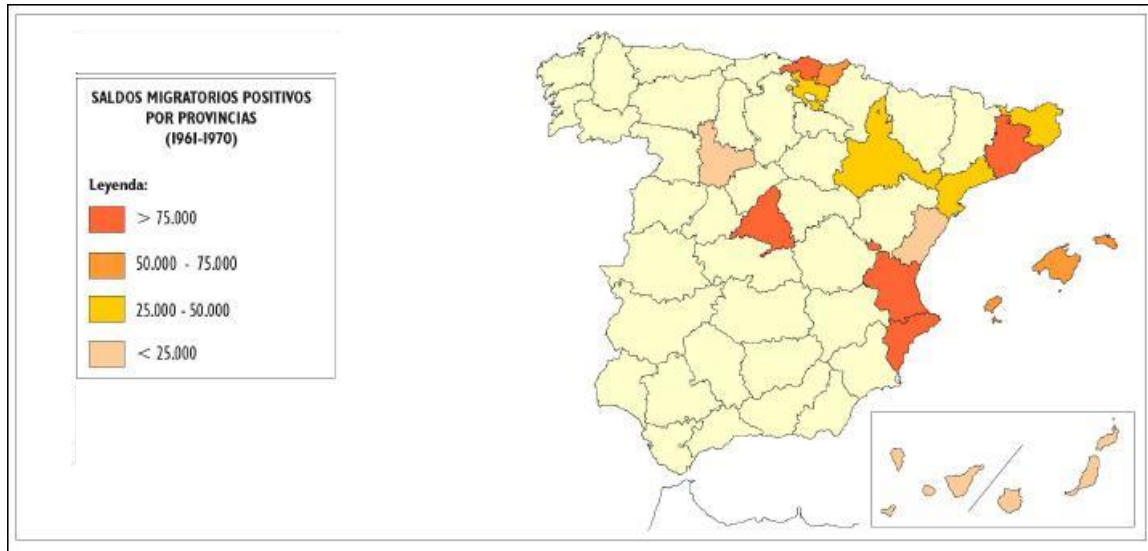 SALDOS MIGRATORIOS POSITIVOS
POR PROVINCIAS
(1961-1970)
Leyenda:
> 75.000
50.000 - 75.000
25.000 - 50.000
< 25.000